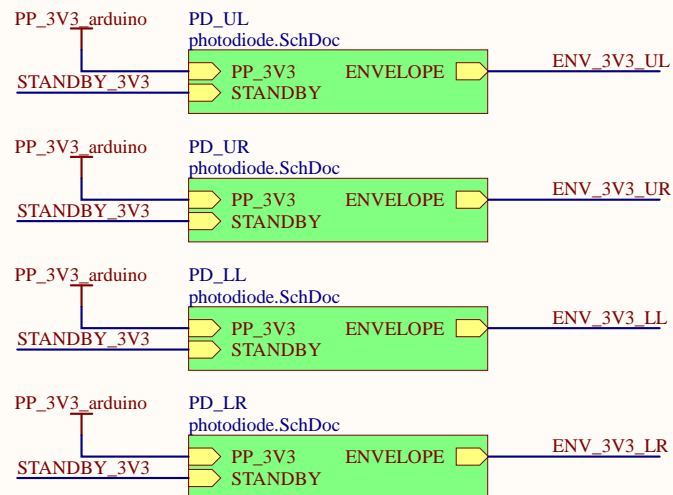 PP_3V3_arduino PD_UL
photodiode.SchDoc
PP_3V3 ENVELOPE ENV_3V3_UL
STANDBY_3V3 STANDBY
PP_3V3_arduino PD_UR
photodiode.SchDoc
PP_3V3 ENVELOPE ENV_3V3_UR
STANDBY_3V3 STANDBY
PP_3V3_arduino PD_LL
photodiode.SchDoc
PP_3V3 ENVELOPE ENV_3V3_LL
STANDBY_3V3 STANDBY
PP_3V3_arduino PD_LR
photodiode.SchDoc
PP_3V3 ENVELOPE ENV_3V3_LR
STANDBY_3V3 STANDBY